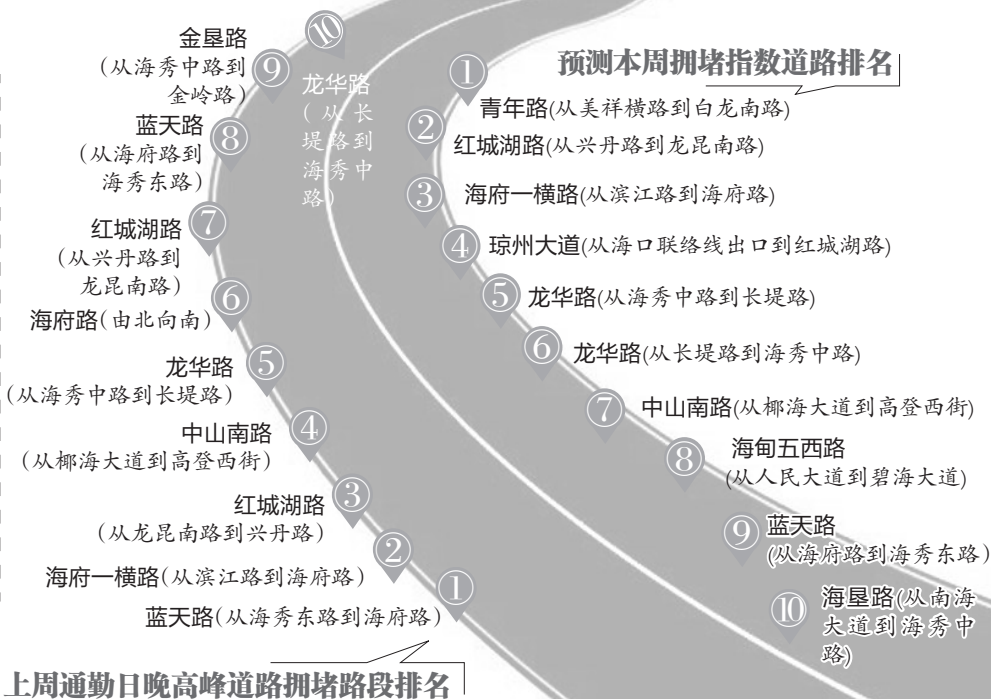 预测本周拥堵指数道路排名
①
青年路(从美祥横路到白龙南路)
②
红城湖路(从兴丹路到龙昆南路)
③
海府一横路(从滨江路到海府路)
④
琼州大道(从海口联络线出口到红城湖路)
⑤
龙华路(从海秀中路到长堤路)
⑥
龙华路(从长堤路到海秀中路)
⑦
中山南路(从椰海大道到高登西街)
⑧
海甸五西路
(从人民大道到碧海大道)
⑨
蓝天路
(从海府路到海秀东路)
⑩
海垦路(从南海
大道到海秀中
路)
⑩
龙华路
(从长
堤路到
海秀中
路)
⑨
金垦路
(从海秀中路到
金岭路)
⑧
蓝天路
(从海府路到
海秀东路)
⑦
红城湖路
(从兴丹路到
龙昆南路)
⑥
海府路(由北向南)
⑤
龙华路
(从海秀中路到长堤路)
④
中山南路
(从椰海大道到高登西街)
③
红城湖路
(从龙昆南路到兴丹路)
②
海府一横路(从滨江路到海府路)
①
蓝天路(从海秀东路到海府路)
上周通勤日晚高峰道路拥堵路段排名